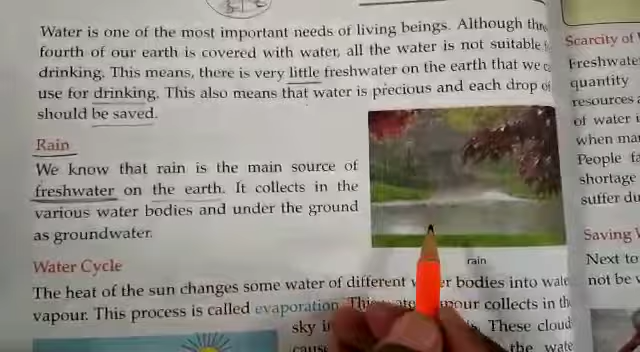 Water is one of the most important needs of living beings. Although
fourth of our earth is covered with water, all the water is not suitable
drinking. This means, there is very little freshwater on the earth that we
use for drinking. This also means that water is precious and each drop of
should be saved.
Rain
We know that rain is the main source of
freshwater on the earth. It collects in the
various water bodies and under the ground
as groundwater.
rain
Water Cycle
The heat of the sun changes some water of different bodies into
vapour. This process is called evaporation. collects in the
sky These cloud
the
Scarcity of
Freshwate
quantity
resources
of water
when
People
shortage
suffer
Saving
Next to
not be